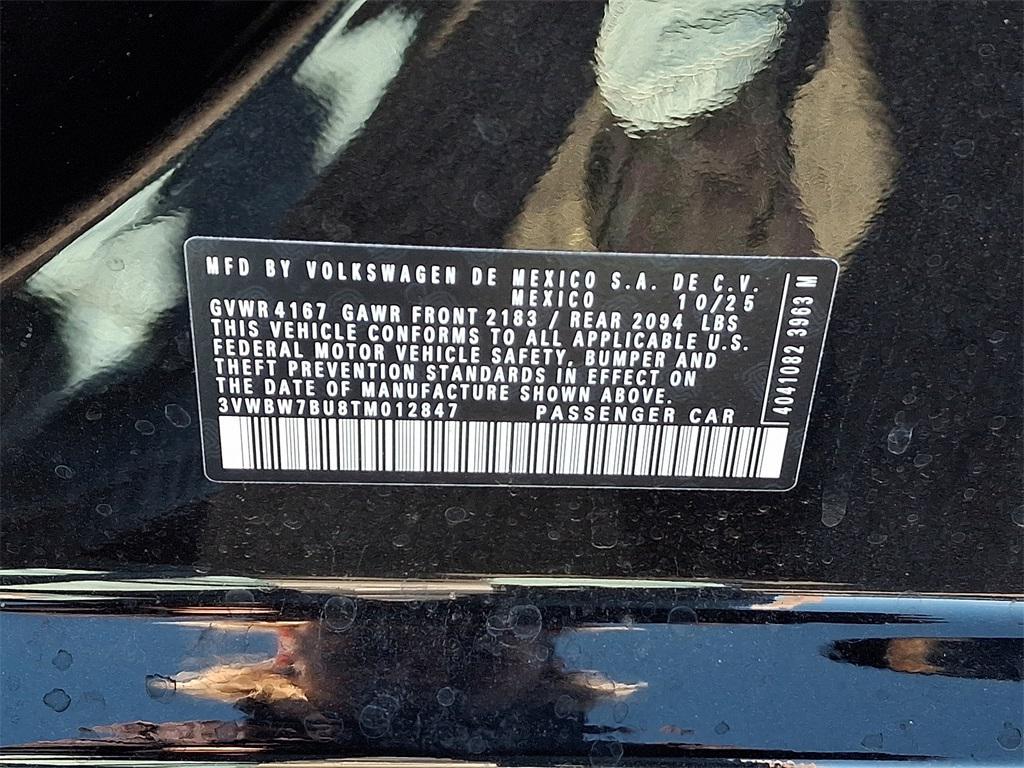 MFD BY VOLKSWAGEN DE MEXICO S.A. DE C.V.
MEXICO 10/25
GVWR 4167 GAWR FRONT 2183 / REAR 2094 LBS
THIS VEHICLE CONFORMS TO ALL APPLICABLE U.S.
FEDERAL MOTOR VEHICLE SAFETY, BUMPER AND
THEFT PREVENTION STANDARDS IN EFFECT ON
THE DATE OF MANUFACTURE SHOWN ABOVE.
3VWBW7BU8TM012847 PASSENGER CAR
4041082 3963 M